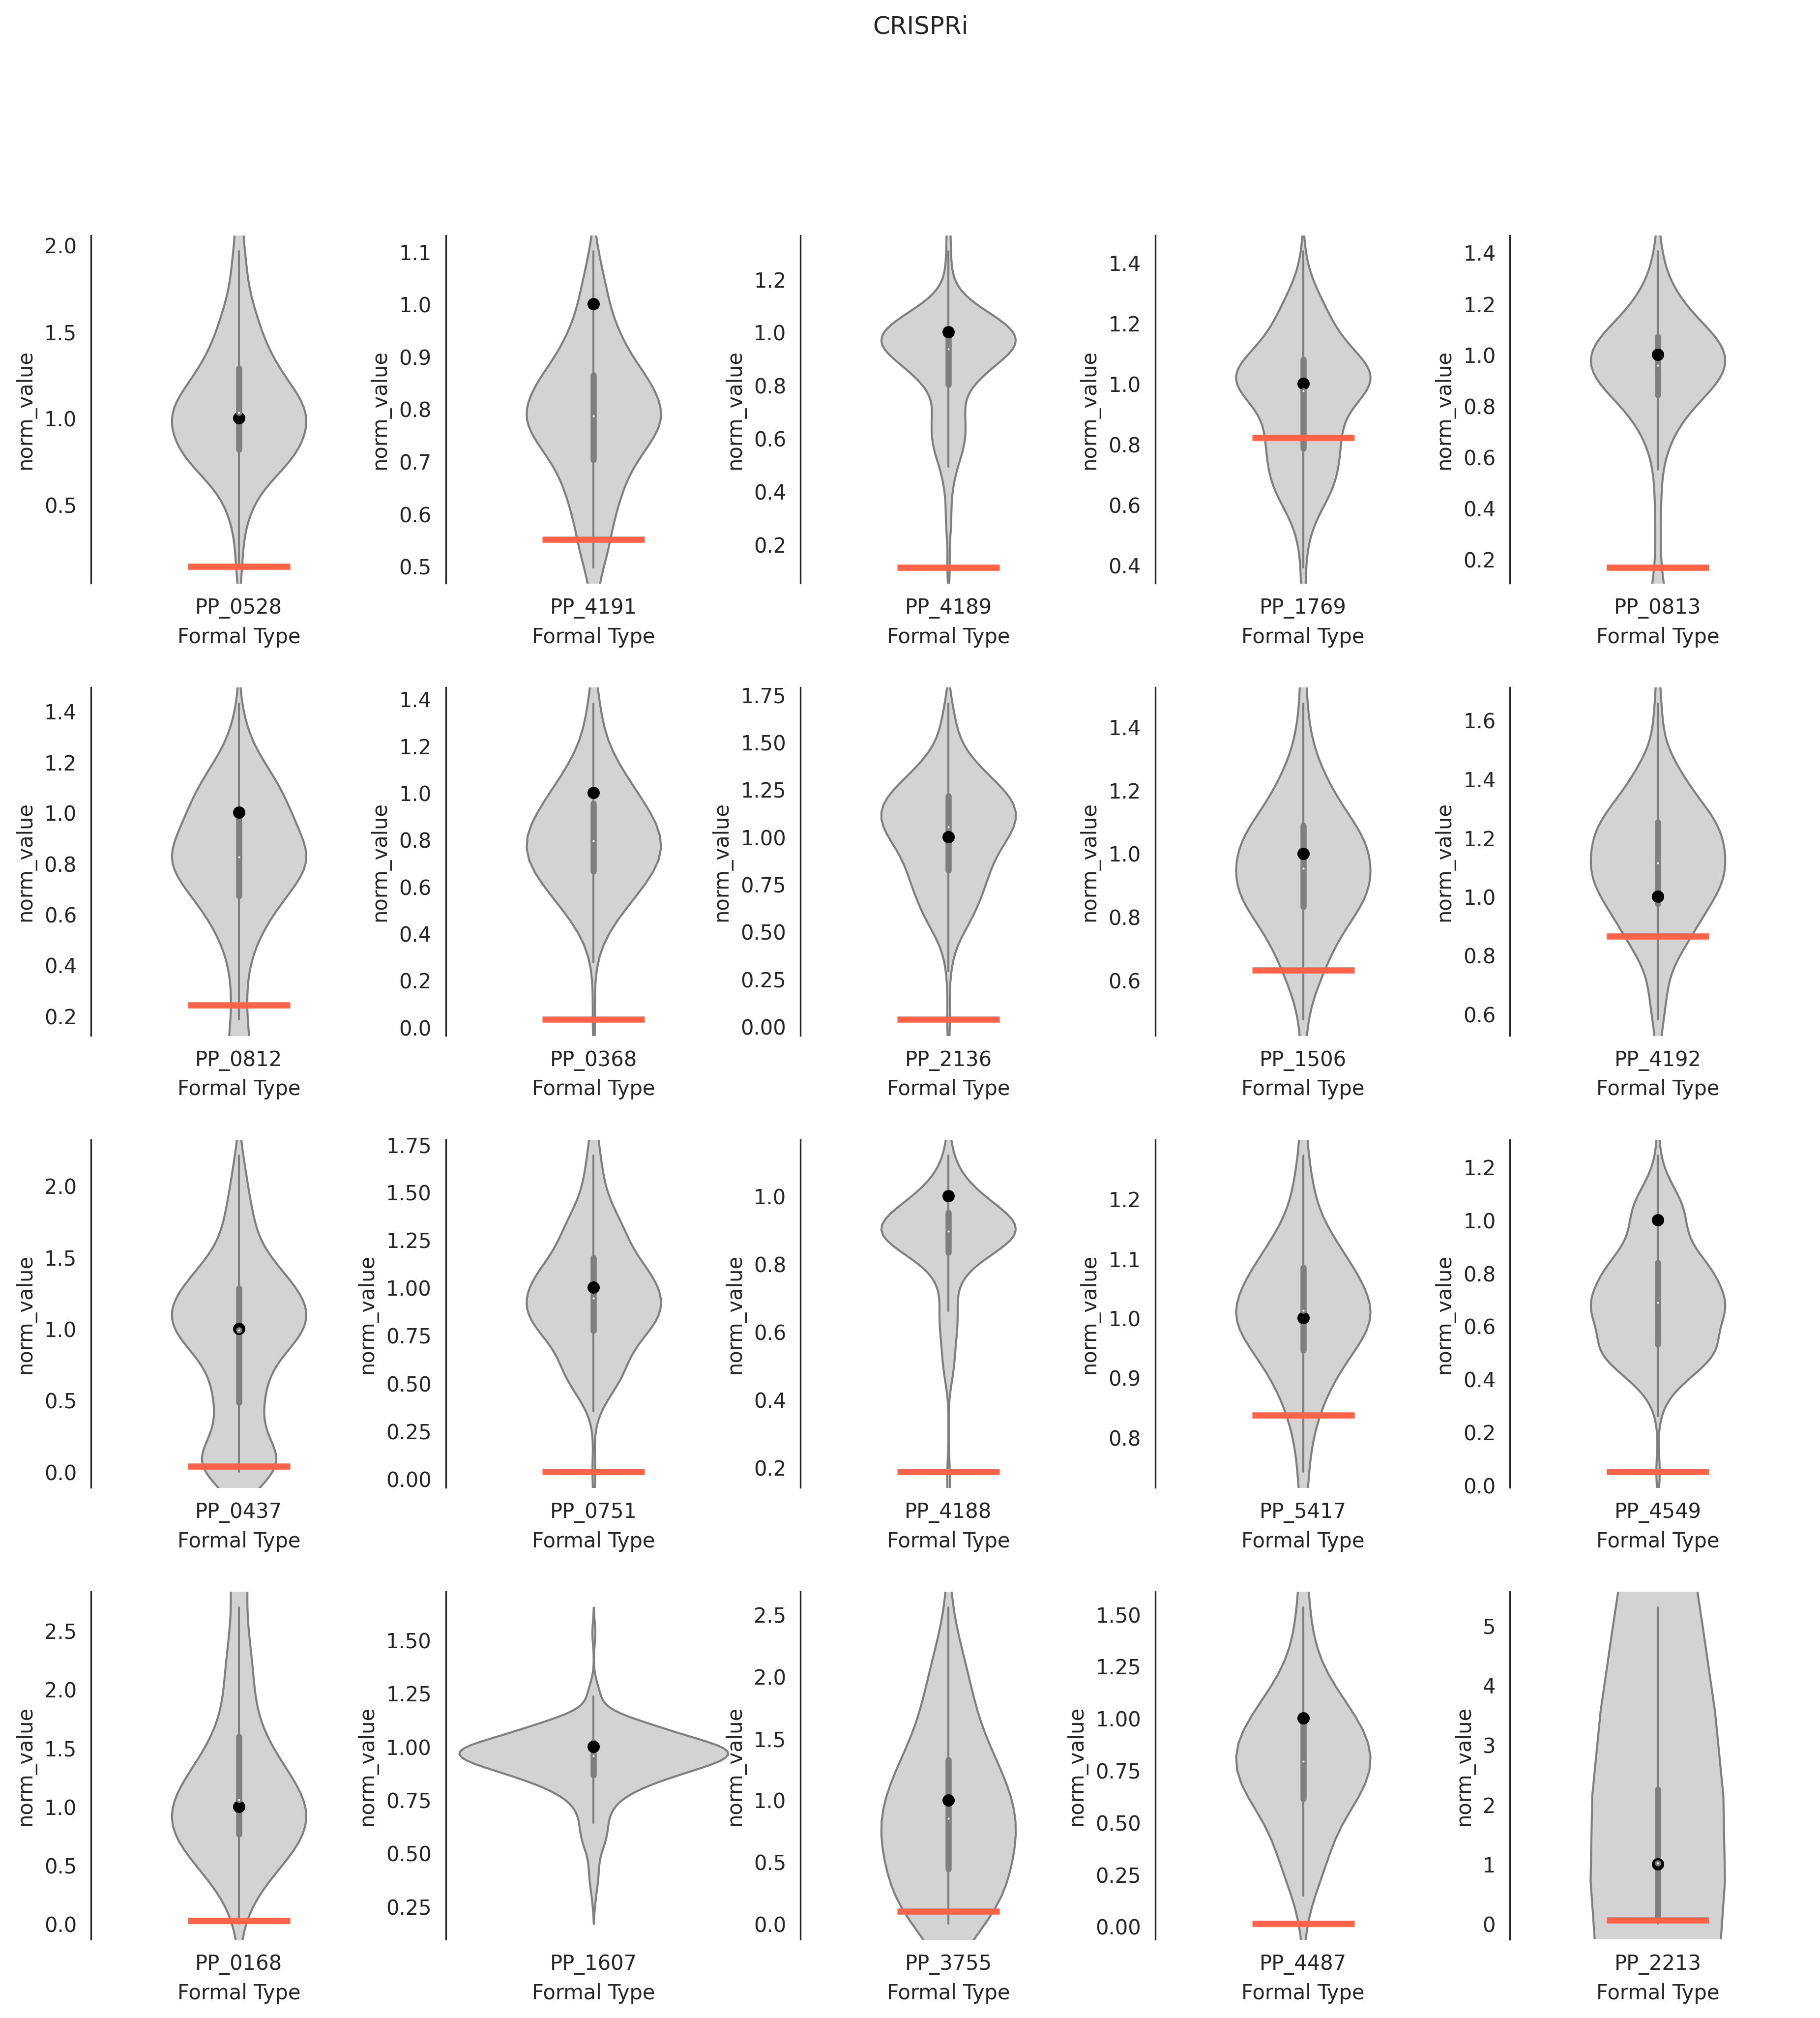 CRISPRi
2.0
1.5
1.0
0.5
norm_value
PP_0528
Formal Type
1.1
1.0
0.9
0.8
0.7
0.6
0.5
norm_value
PP_4191
Formal Type
1.2
1.0
0.8
0.6
0.4
0.2
norm_value
PP_4189
Formal Type
1.4
1.2
1.0
0.8
0.6
0.4
norm_value
PP_1769
Formal Type
1.4
1.2
1.0
0.8
0.6
0.4
0.2
norm_value
PP_0813
Formal Type
1.4
1.2
1.0
0.8
0.6
0.4
0.2
norm_value
PP_0812
Formal Type
1.4
1.2
1.0
0.8
0.6
0.4
0.2
0.0
norm_value
PP_0368
Formal Type
1.75
1.50
1.25
1.00
0.75
0.50
0.25
0.00
norm_value
PP_2136
Formal Type
1.4
1.2
1.0
0.8
0.6
norm_value
PP_1506
Formal Type
1.6
1.4
1.2
1.0
0.8
0.6
norm_value
PP_4192
Formal Type
2.0
1.5
1.0
0.5
0.0
norm_value
PP_0437
Formal Type
1.75
1.50
1.25
1.00
0.75
0.50
0.25
0.00
norm_value
PP_0751
Formal Type
1.0
0.8
0.6
0.4
0.2
norm_value
PP_4188
Formal Type
1.2
1.1
1.0
0.9
0.8
norm_value
PP_5417
Formal Type
1.2
1.0
0.8
0.6
0.4
0.2
0.0
norm_value
PP_4549
Formal Type
2.5
2.0
1.5
1.0
0.5
0.0
norm_value
PP_0168
Formal Type
1.50
1.25
1.00
0.75
0.50
0.25
norm_value
PP_1607
Formal Type
2.5
2.0
1.5
1.0
0.5
0.0
norm_value
PP_3755
Formal Type
1.50
1.25
1.00
0.75
0.50
0.25
0.00
norm_value
PP_4487
Formal Type
5
4
3
2
1
0
norm_value
PP_2213
Formal Type